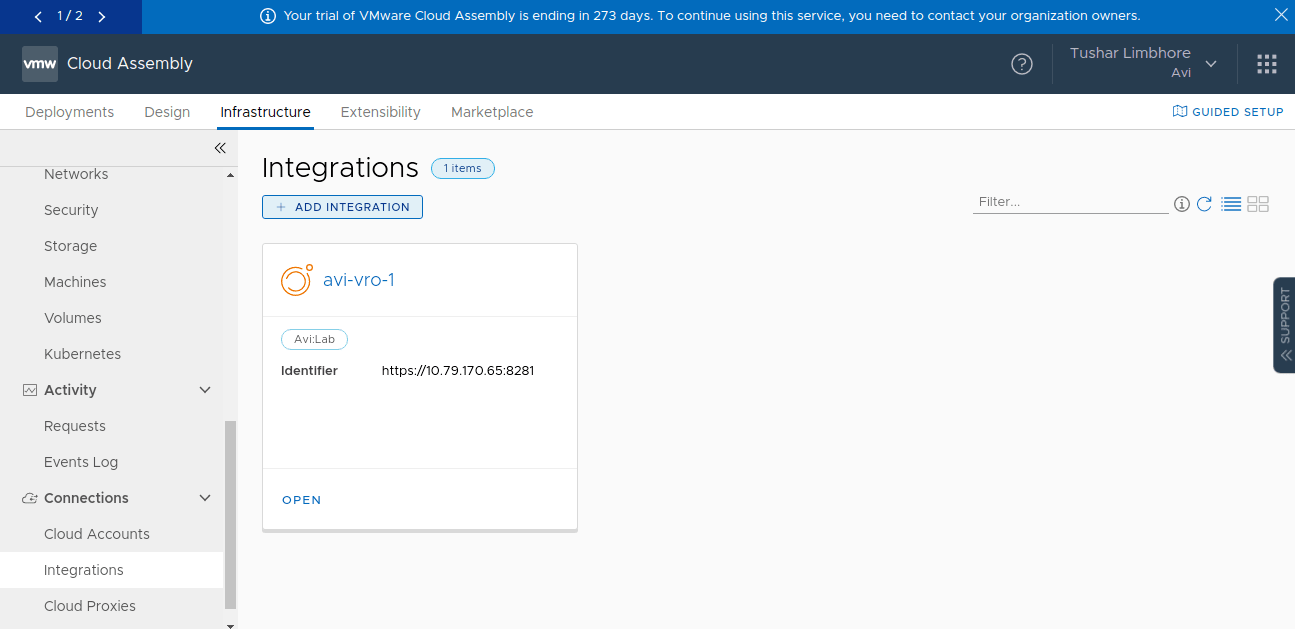 1 / 2
Your trial of VMware Cloud Assembly is ending in 273 days. To continue using this service, you need to contact your organization owners.
vmw Cloud Assembly
?
Tushar Limbhore
Avi
Deployments Design Infrastructure Extensibility Marketplace
GUIDED SETUP
Networks
Security
Storage
Machines
Volumes
Kubernetes
Activity
Requests
Events Log
Connections
Cloud Accounts
Integrations
Cloud Proxies
Integrations 1 items
+ ADD INTEGRATION
Filter...
avi-vro-1
Avi:Lab
Identifier https://10.79.170.65:8281
OPEN
SUPPORT